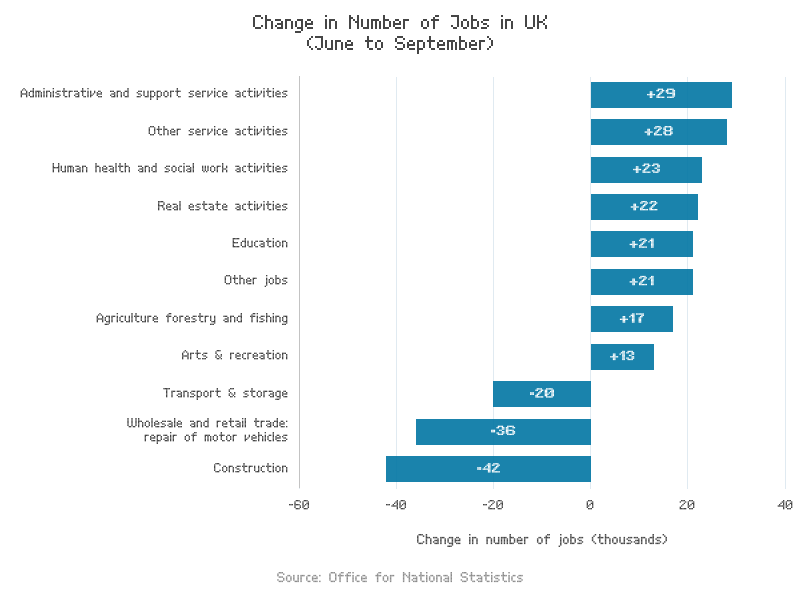 Change in Number of Jobs in UK
(June to September)
Administrative and support service activities +29
Other service activities +28
Human health and social work activities +23
Real estate activities +22
Education +21
Other jobs +21
Agriculture forestry and fishing +17
Arts & recreation +13
Transport & storage -20
Wholesale and retail trade:
repair of motor vehicles -36
Construction -42
-60 -40 -20 0 20 40
Change in number of jobs (thousands)
Source: Office for National Statistics